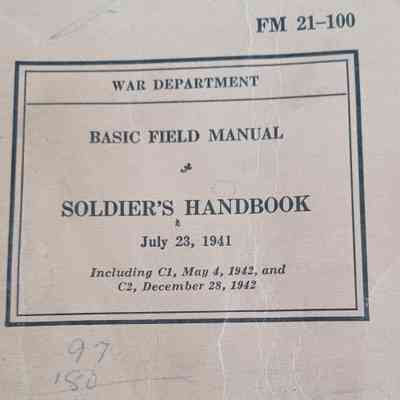 FM 21–100
WAR DEPARTMENT
BASIC FIELD MANUAL
SOLDIER'S HANDBOOK
July 23, 1941
Including C1, May 4, 1942, and
C2, December 28, 1942
97
150